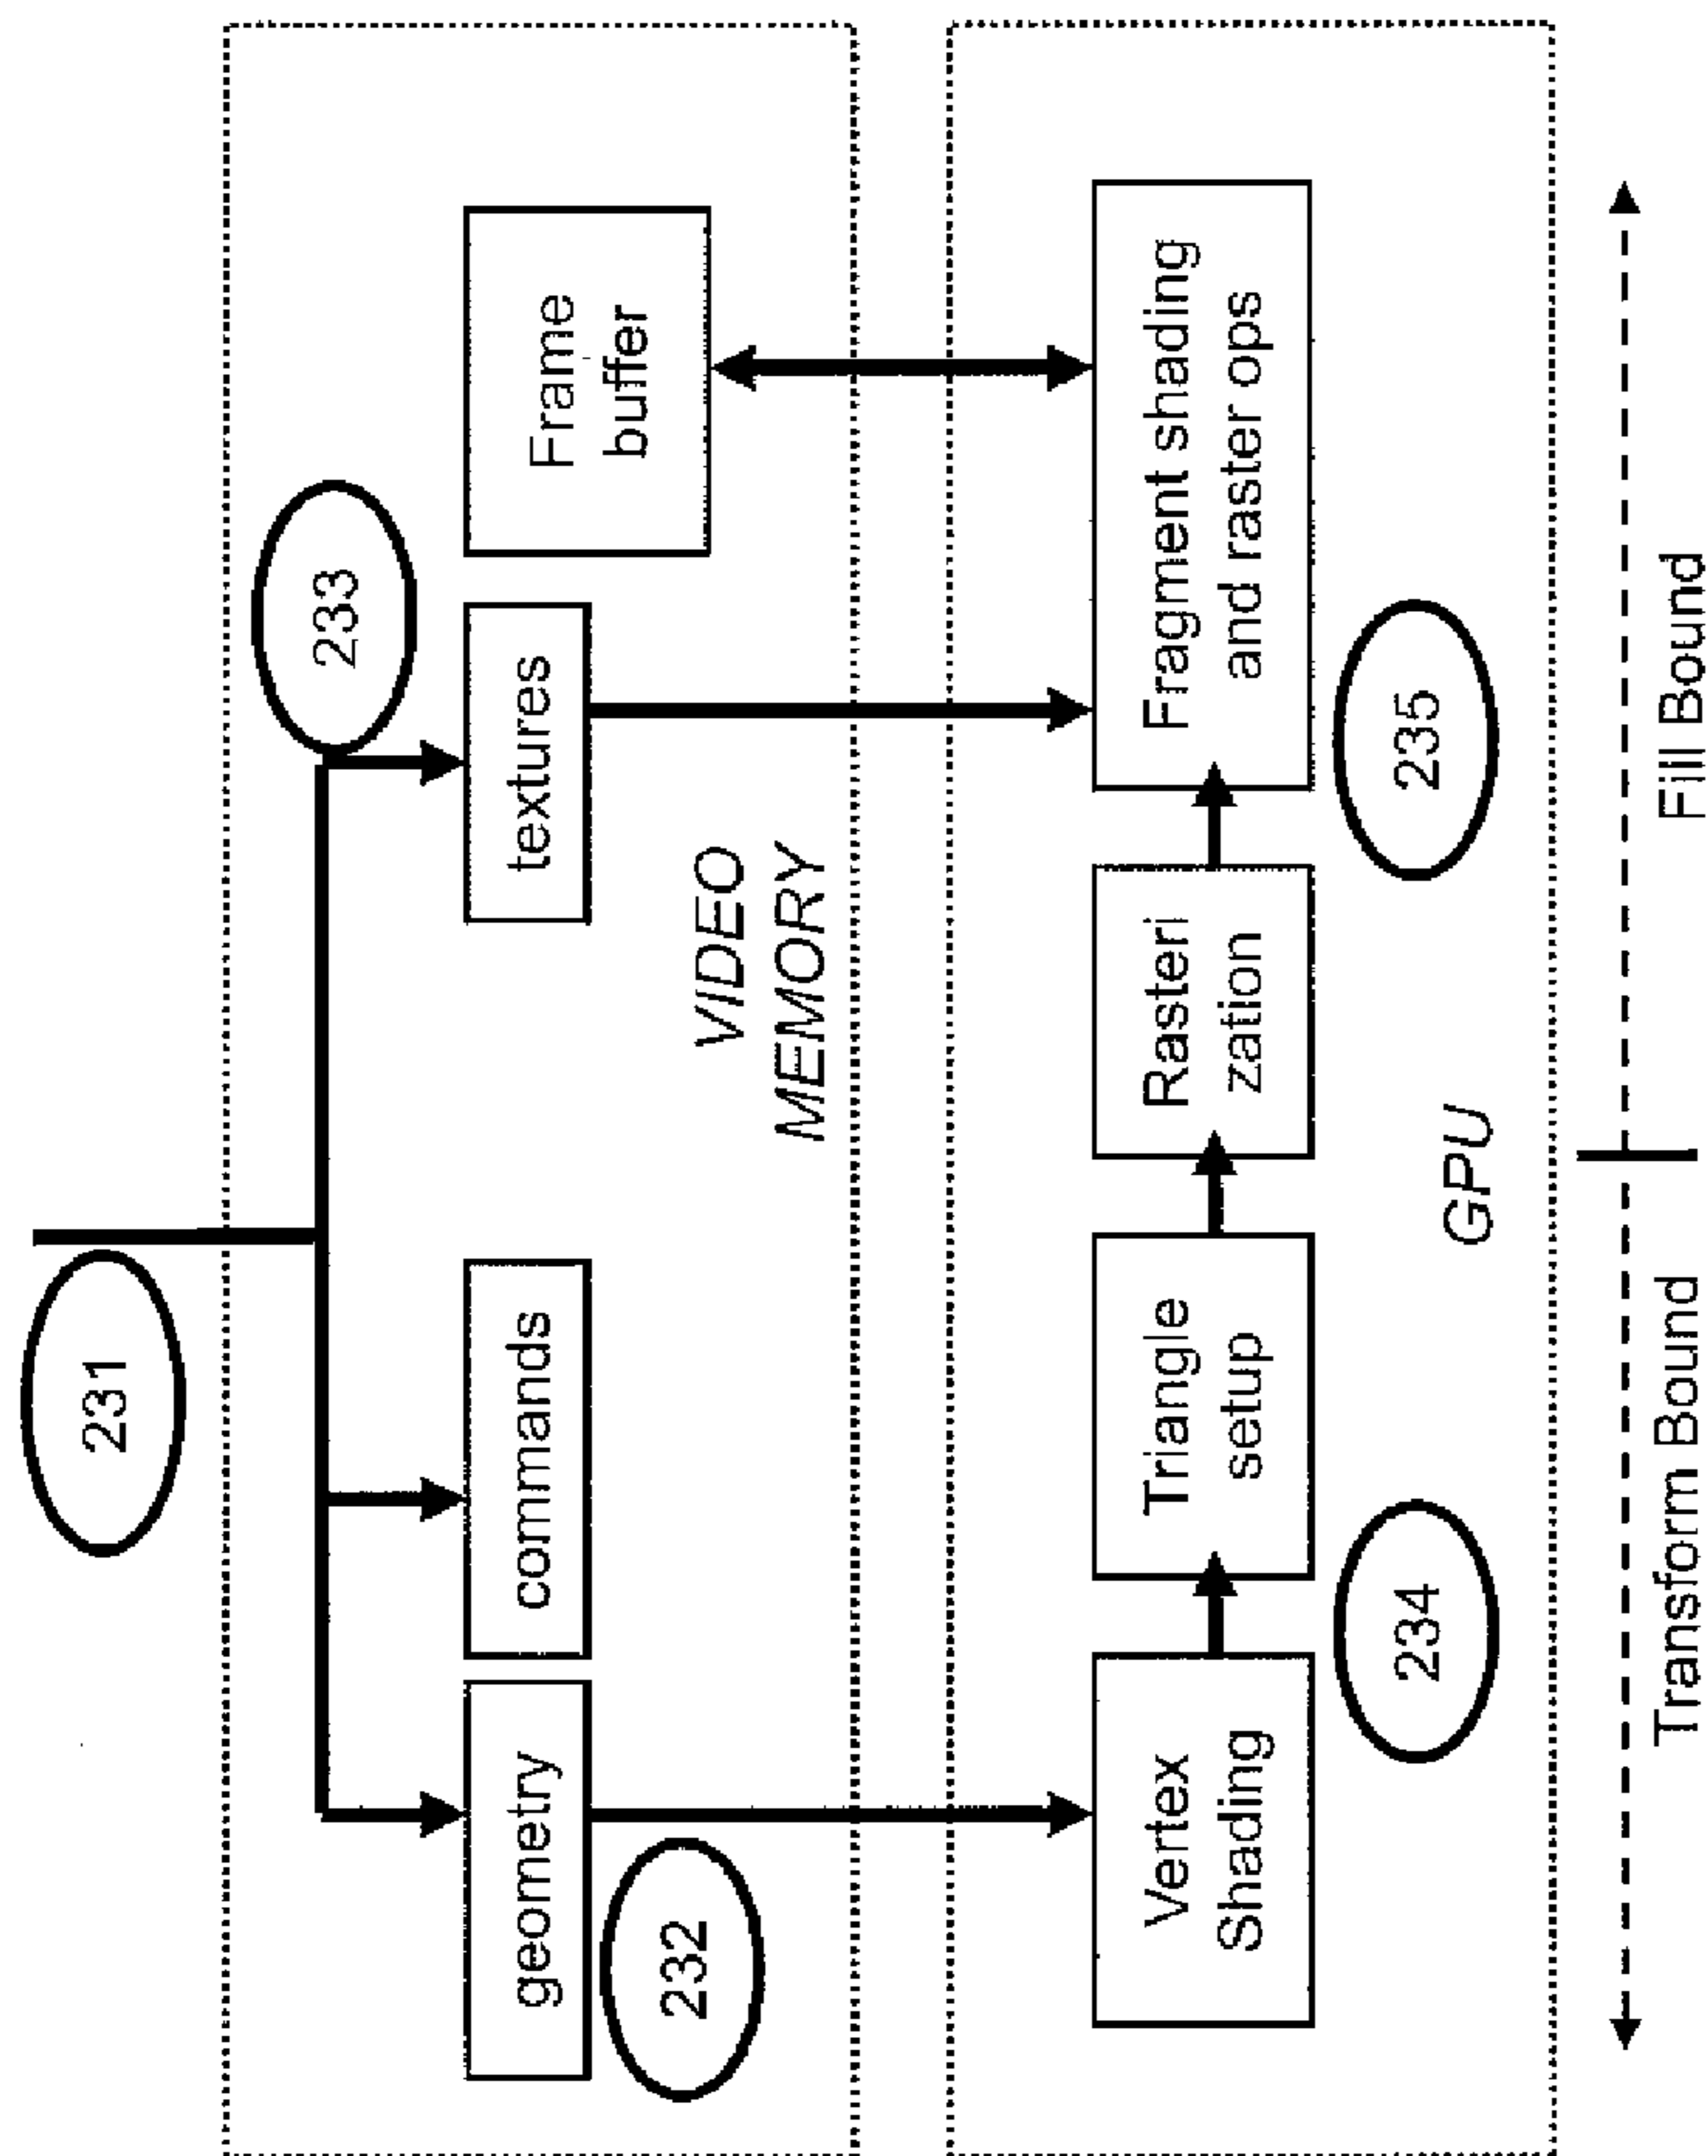 231
233
geometry
commands
textures
Frame
buffer
232
VIDEO
MEMORY
Vertex
Shading
Triangle
setup
Rasteri
zation
Fragment shading
and raster ops
234
235
GPU
Transform Bound
Fill Bound